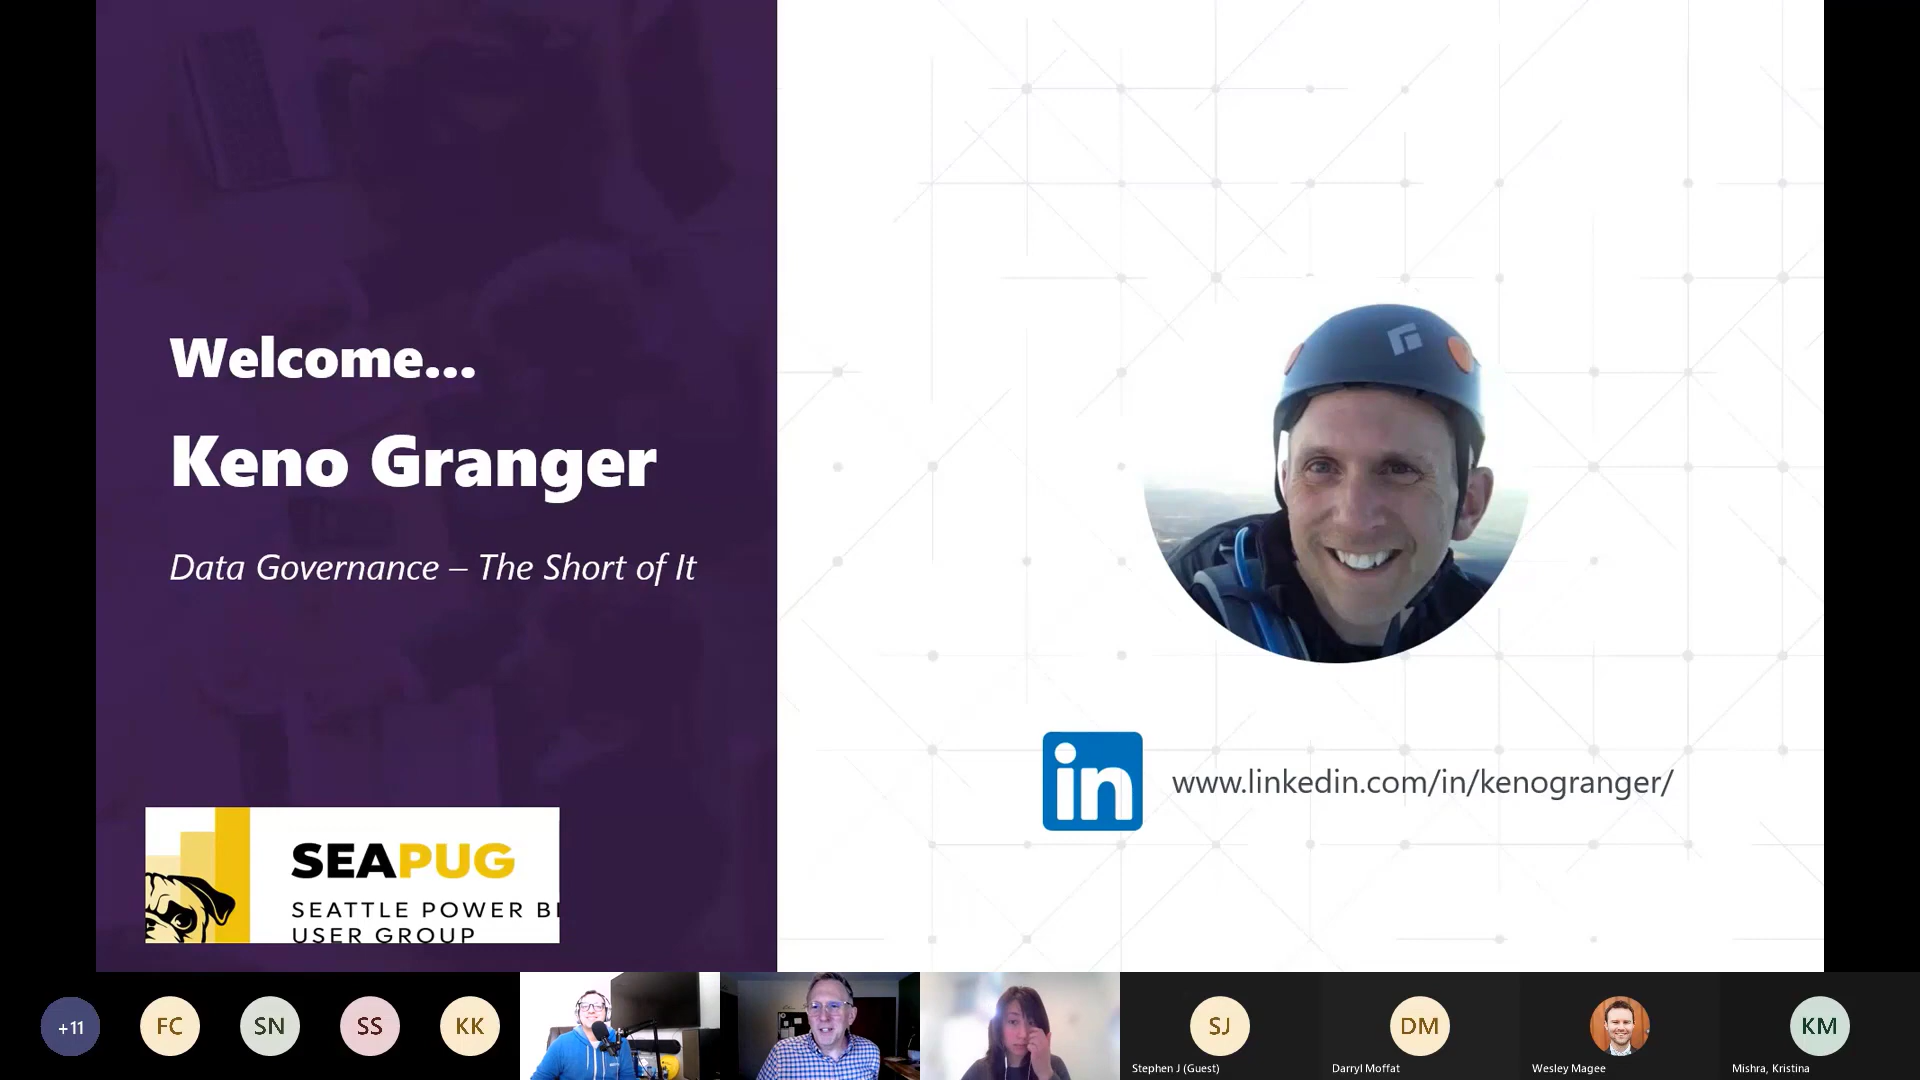 Welcome...
Keno Granger
Data Governance – The Short of It
in
www.linkedin.com/in/kenogranger/
SEAPUG
SEATTLE POWER BI
USER GROUP
+11
FC
SN
SS
KK
SJ
DM
KM
Stephen J (Guest)
Darryl Moffat
Wesley Magee
Mishra, Kristina